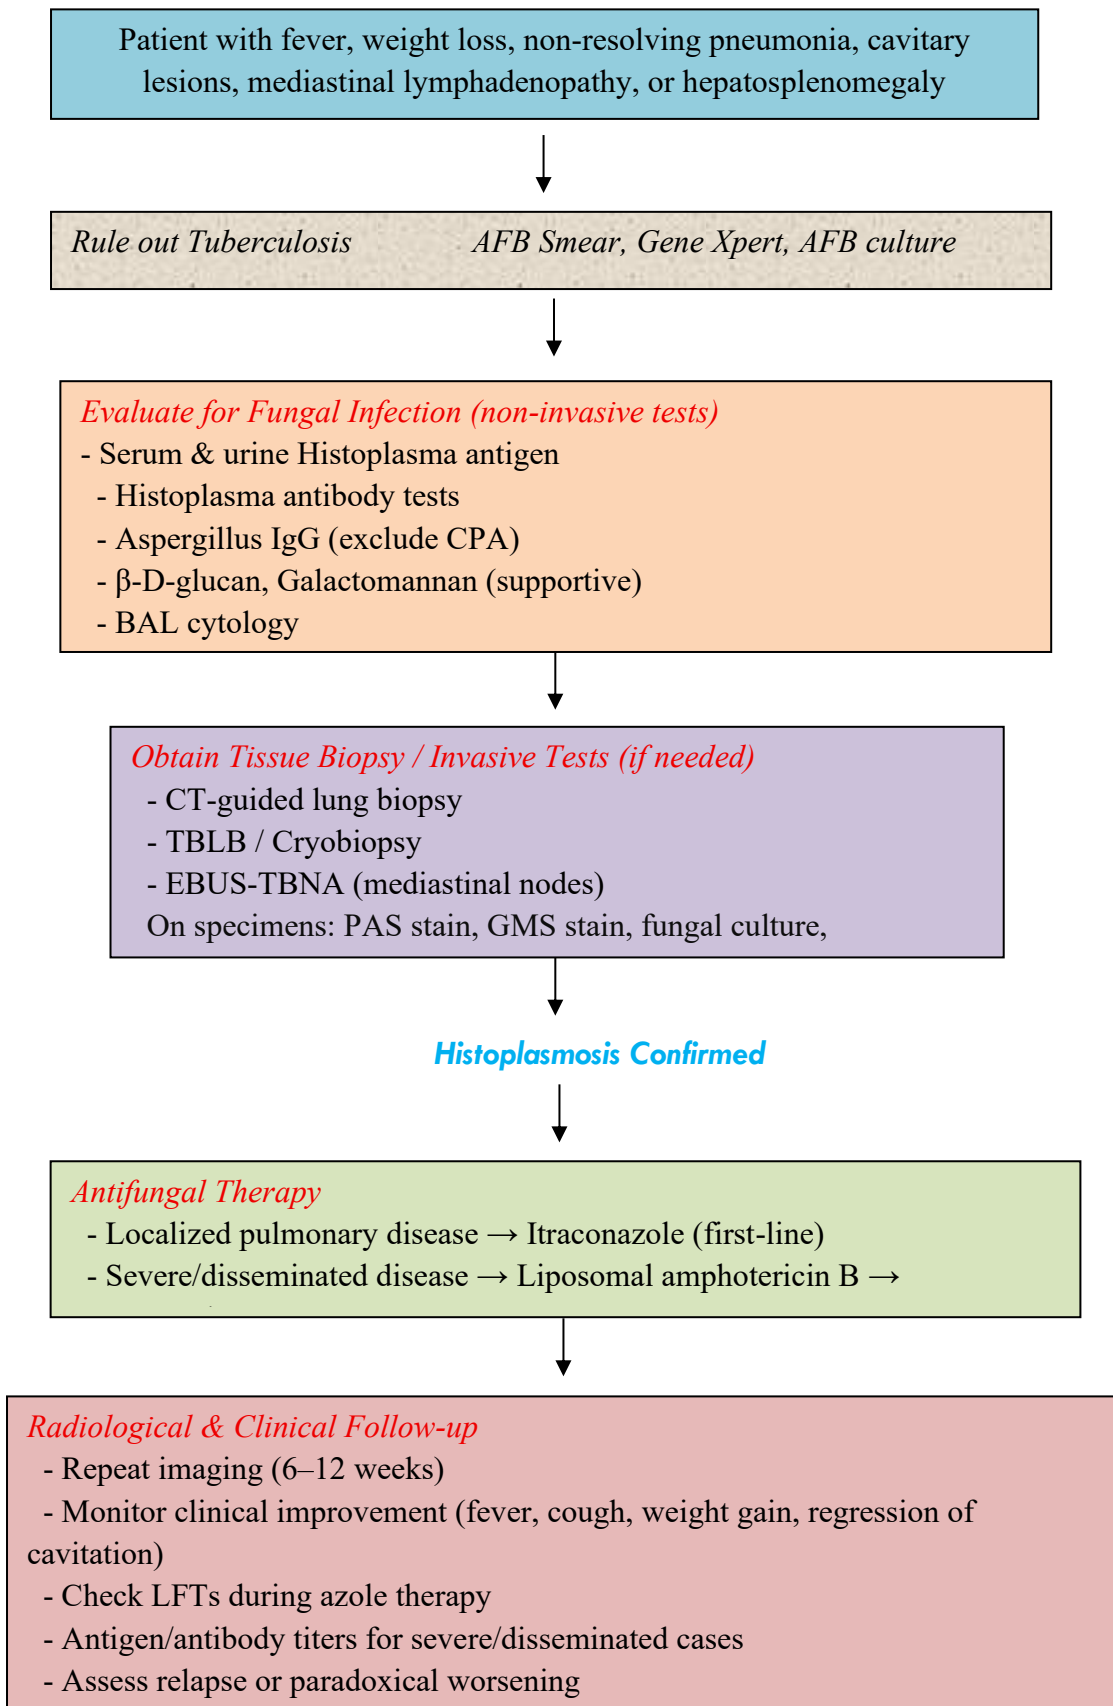 Patient with fever, weight loss, non-resolving pneumonia, cavitary
lesions, mediastinal lymphadenopathy, or hepatosplenomegaly
Rule out Tuberculosis AFB Smear, Gene Xpert, AFB culture
Evaluate for Fungal Infection (non-invasive tests)
- Serum & urine Histoplasma antigen
- Histoplasma antibody tests
- Aspergillus IgG (exclude CPA)
- β-D-glucan, Galactomannan (supportive)
- BAL cytology
Obtain Tissue Biopsy / Invasive Tests (if needed)
- CT-guided lung biopsy
- TBLB / Cryobiopsy
- EBUS-TBNA (mediastinal nodes)
On specimens: PAS stain, GMS stain, fungal culture,
Histoplasmosis Confirmed
Antifungal Therapy
- Localized pulmonary disease → Itraconazole (first-line)
- Severe/disseminated disease → Liposomal amphotericin B →
Radiological & Clinical Follow-up
- Repeat imaging (6–12 weeks)
- Monitor clinical improvement (fever, cough, weight gain, regression of
cavitation)
- Check LFTs during azole therapy
- Antigen/antibody titers for severe/disseminated cases
- Assess relapse or paradoxical worsening